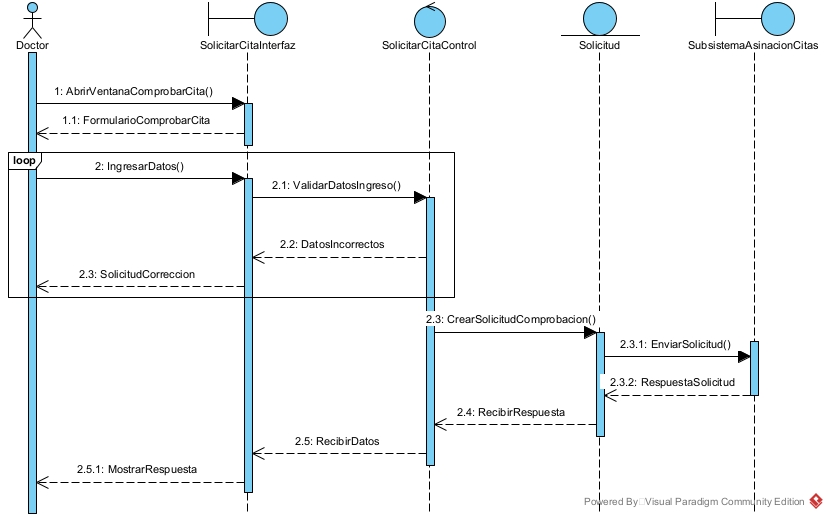 Doctor
SolicitarCitaInterfaz
SolicitarCitaControl
Solicitud
SubsistemaAsinacionCitas
1: AbrirVentanaComprobarCita()
1.1: FormularioComprobarCita
loop
2: IngresarDatos()
2.1: ValidarDatosIngreso()
2.2: DatosIncorrectos
2.3: SolicitudCorreccion
2.3: CrearSolicitudComprobacion()
2.3.1: EnviarSolicitud()
2.3.2: RespuestaSolicitud
2.4: RecibirRespuesta
2.5: RecibirDatos
2.5.1: MostrarRespuesta
Powered By Visual Paradigm Community Edition